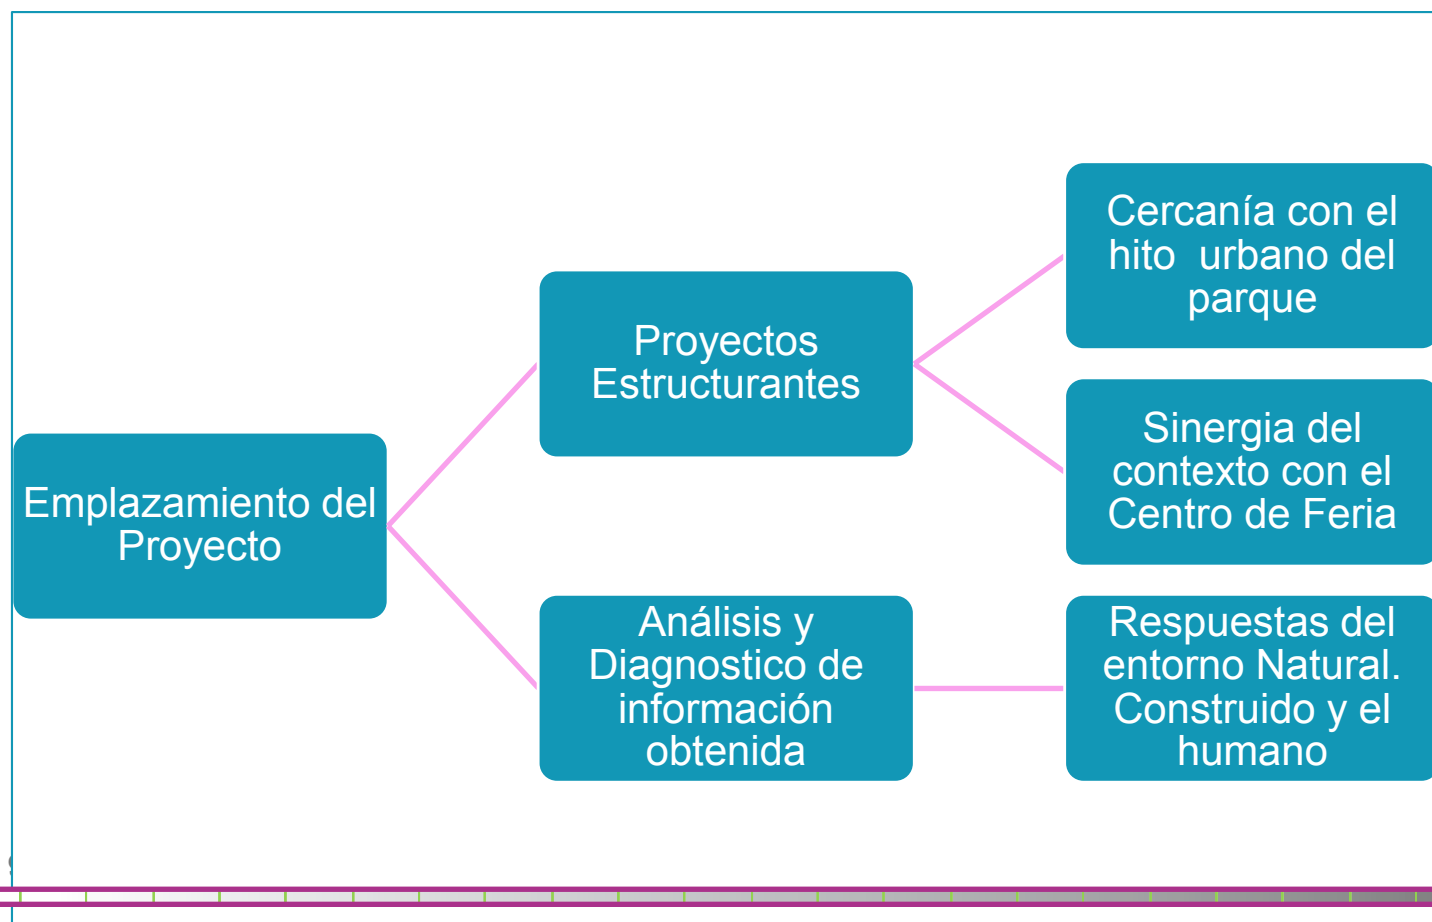 Cercanía con el
hito urbano del
parque
Proyectos
Estructurantes
Sinergia del
contexto con el
Centro de Feria
Emplazamiento del
Proyecto
Análisis y
Diagnostico de
información
obtenida
Respuestas del
entorno Natural.
Construido y el
humano